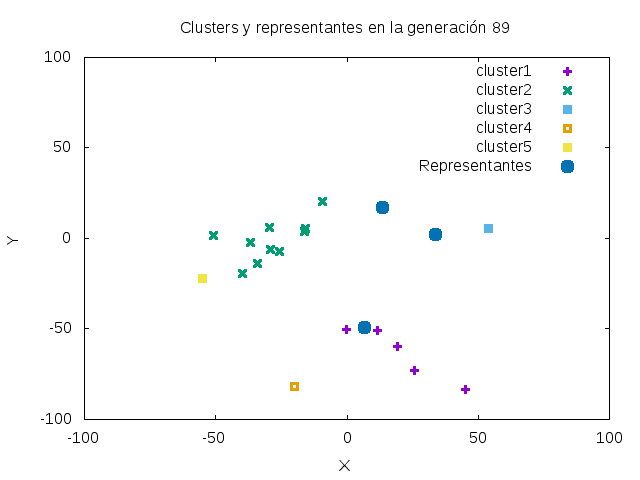 Clusters y representantes en la generación 89
100
50
0
-50
-100
Y
cluster1
cluster2
cluster3
cluster4
cluster5
Representantes
-100 -50 0 50 100
X